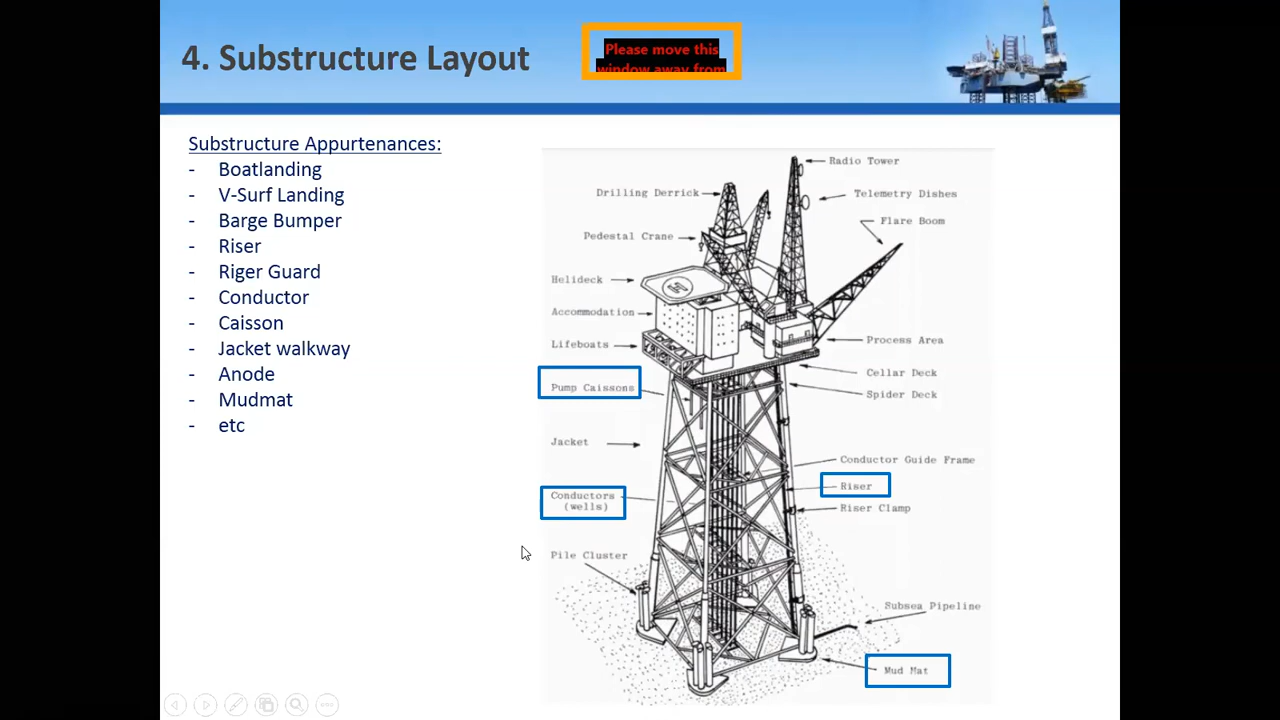 4. Substructure Layout
Please move this
window away from
Substructure Appurtenances:
- Boatlanding
- V-Surf Landing
- Barge Bumper
- Riser
- Riger Guard
- Conductor
- Caisson
- Jacket walkway
- Anode
- Mudmat
- etc
Radio Tower
Drilling Derrick
Telemetry Dishes
Flare Boom
Pedestal Crane
Helideck
Accommodation
Process Area
Lifeboats
Cellar Deck
Pump Caissons
Spider Deck
Jacket
Conductor Guide Frame
Riser
Conductors
(wells)
Riser Clamp
Pile Cluster
Subsea Pipeline
Mud Mat
H